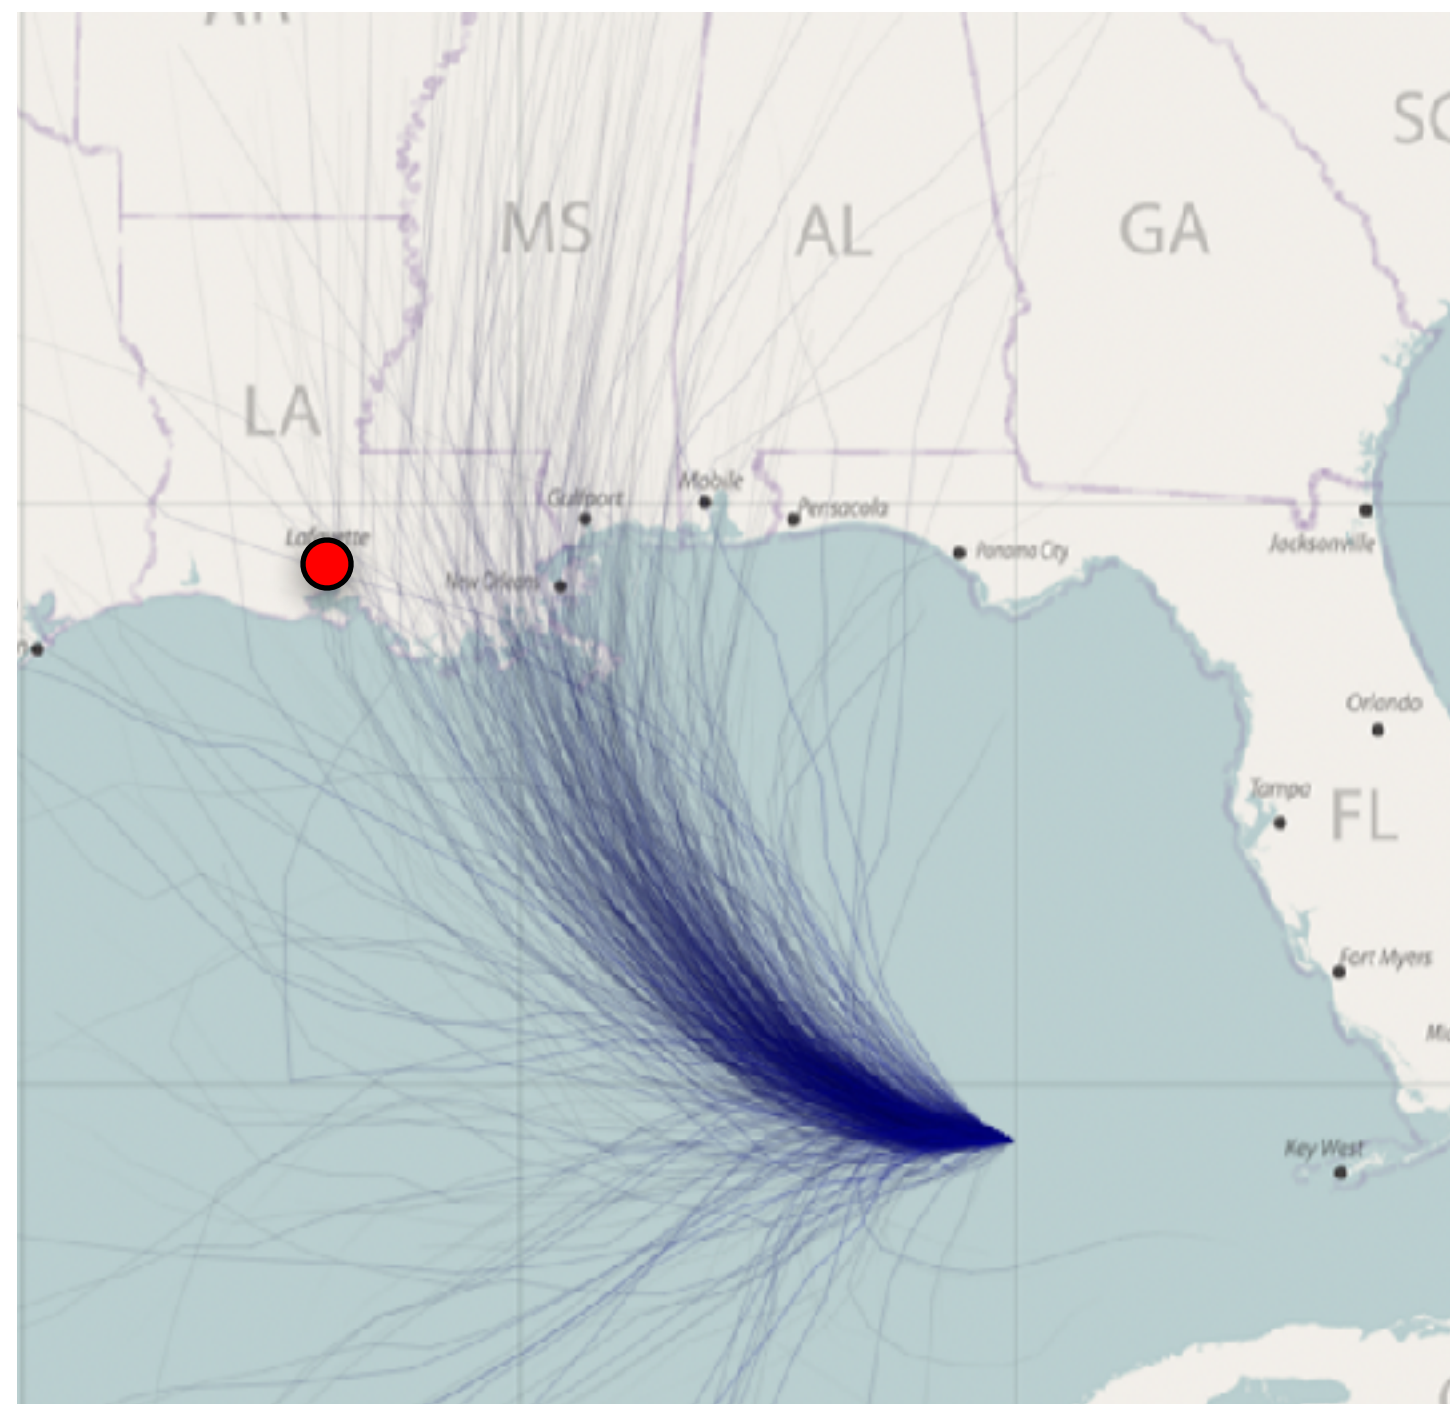 SC
MS
AL
GA
LA
Mobile
Gulfport
Pensacola
Lafayette
Jacksonville
Panama City
New Orleans
Orlando
Tampa
FL
Fort Myers
Key West